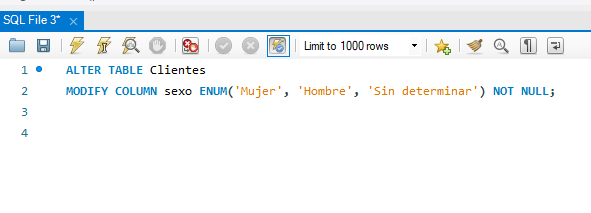 SQL File 3*
Limit to 1000 rows
1 ALTER TABLE Clientes
2 MODIFY COLUMN sexo ENUM('Mujer', 'Hombre', 'Sin determinar') NOT NULL;
3
4